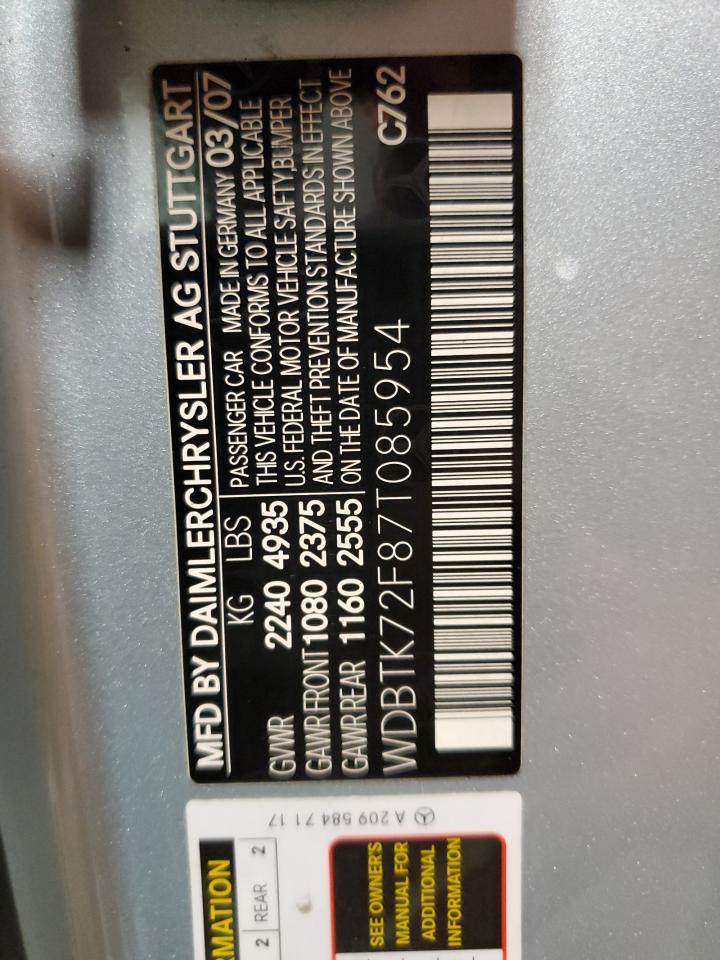 MFD BY DAIMLERCHRYSLER AG STUTTGART
KG LBS PASSENGER CAR MADE IN GERMANY 03/07
GVWR 2240 4935 THIS VEHICLE CONFORMS TO ALL APPLICABLE
U.S. FEDERAL MOTOR VEHICLE SAFTY,BUMPER
GAWR FRONT 1080 2375 AND THEFT PREVENTION STANDARDS IN EFFECT
GAWR REAR 1160 2555 ON THE DATE OF MANUFACTURE SHOWN ABOVE
WDBTK72F87T085954 C762
A 209 584 71 17
RMATION
2 REAR 2
SEE OWNER'S
MANUAL FOR
ADDITIONAL
INFORMATION